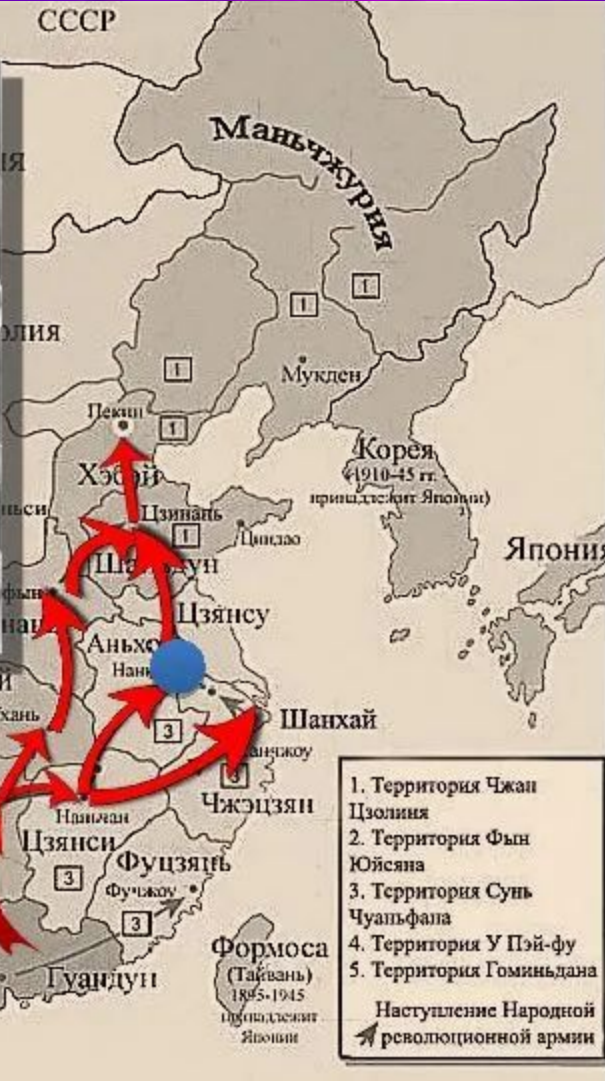 СССР
Маньчжурия
1
1
1
Мукден
Пекин
1
Корея
(1910-45 гг.
принадлежит Японии)
Хэбэй
Цзинань
1
Циндао
Япония
Цзянсу
3
Шанхай
3
Чжэцзян
Наньчан
Цзянси
3
Фуцзянь
Фучжоу
3
Гуандун
Формоса
(Тайвань)
1895-1945
принадлежит
Японии
1. Территория Чжан
Цзолиня
2. Территория Фын
Юйсяна
3. Территория Сунь
Чуаньфана
4. Территория У Пэй-фу
5. Территория Гоминьдана
Наступление Народной
революционной армии